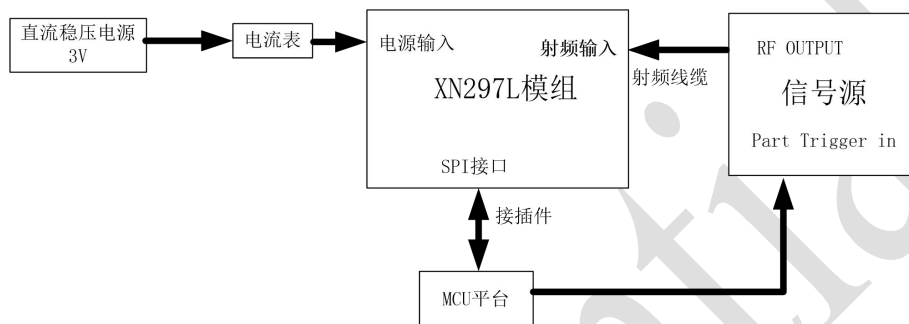 直流稳压电源
3V
电流表
电源输入
射频输入
XN297L模组
SPI接口
射频线缆
RF OUTPUT
信号源
Part Trigger in
接插件
MCU平台